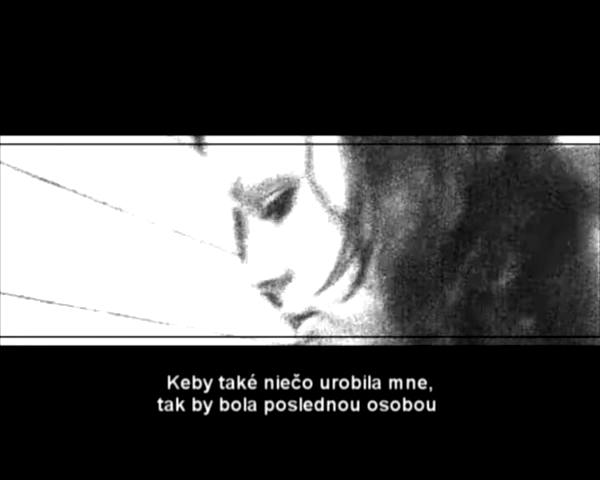 Keby také niečo urobila mne,
tak by bola poslednou osobou